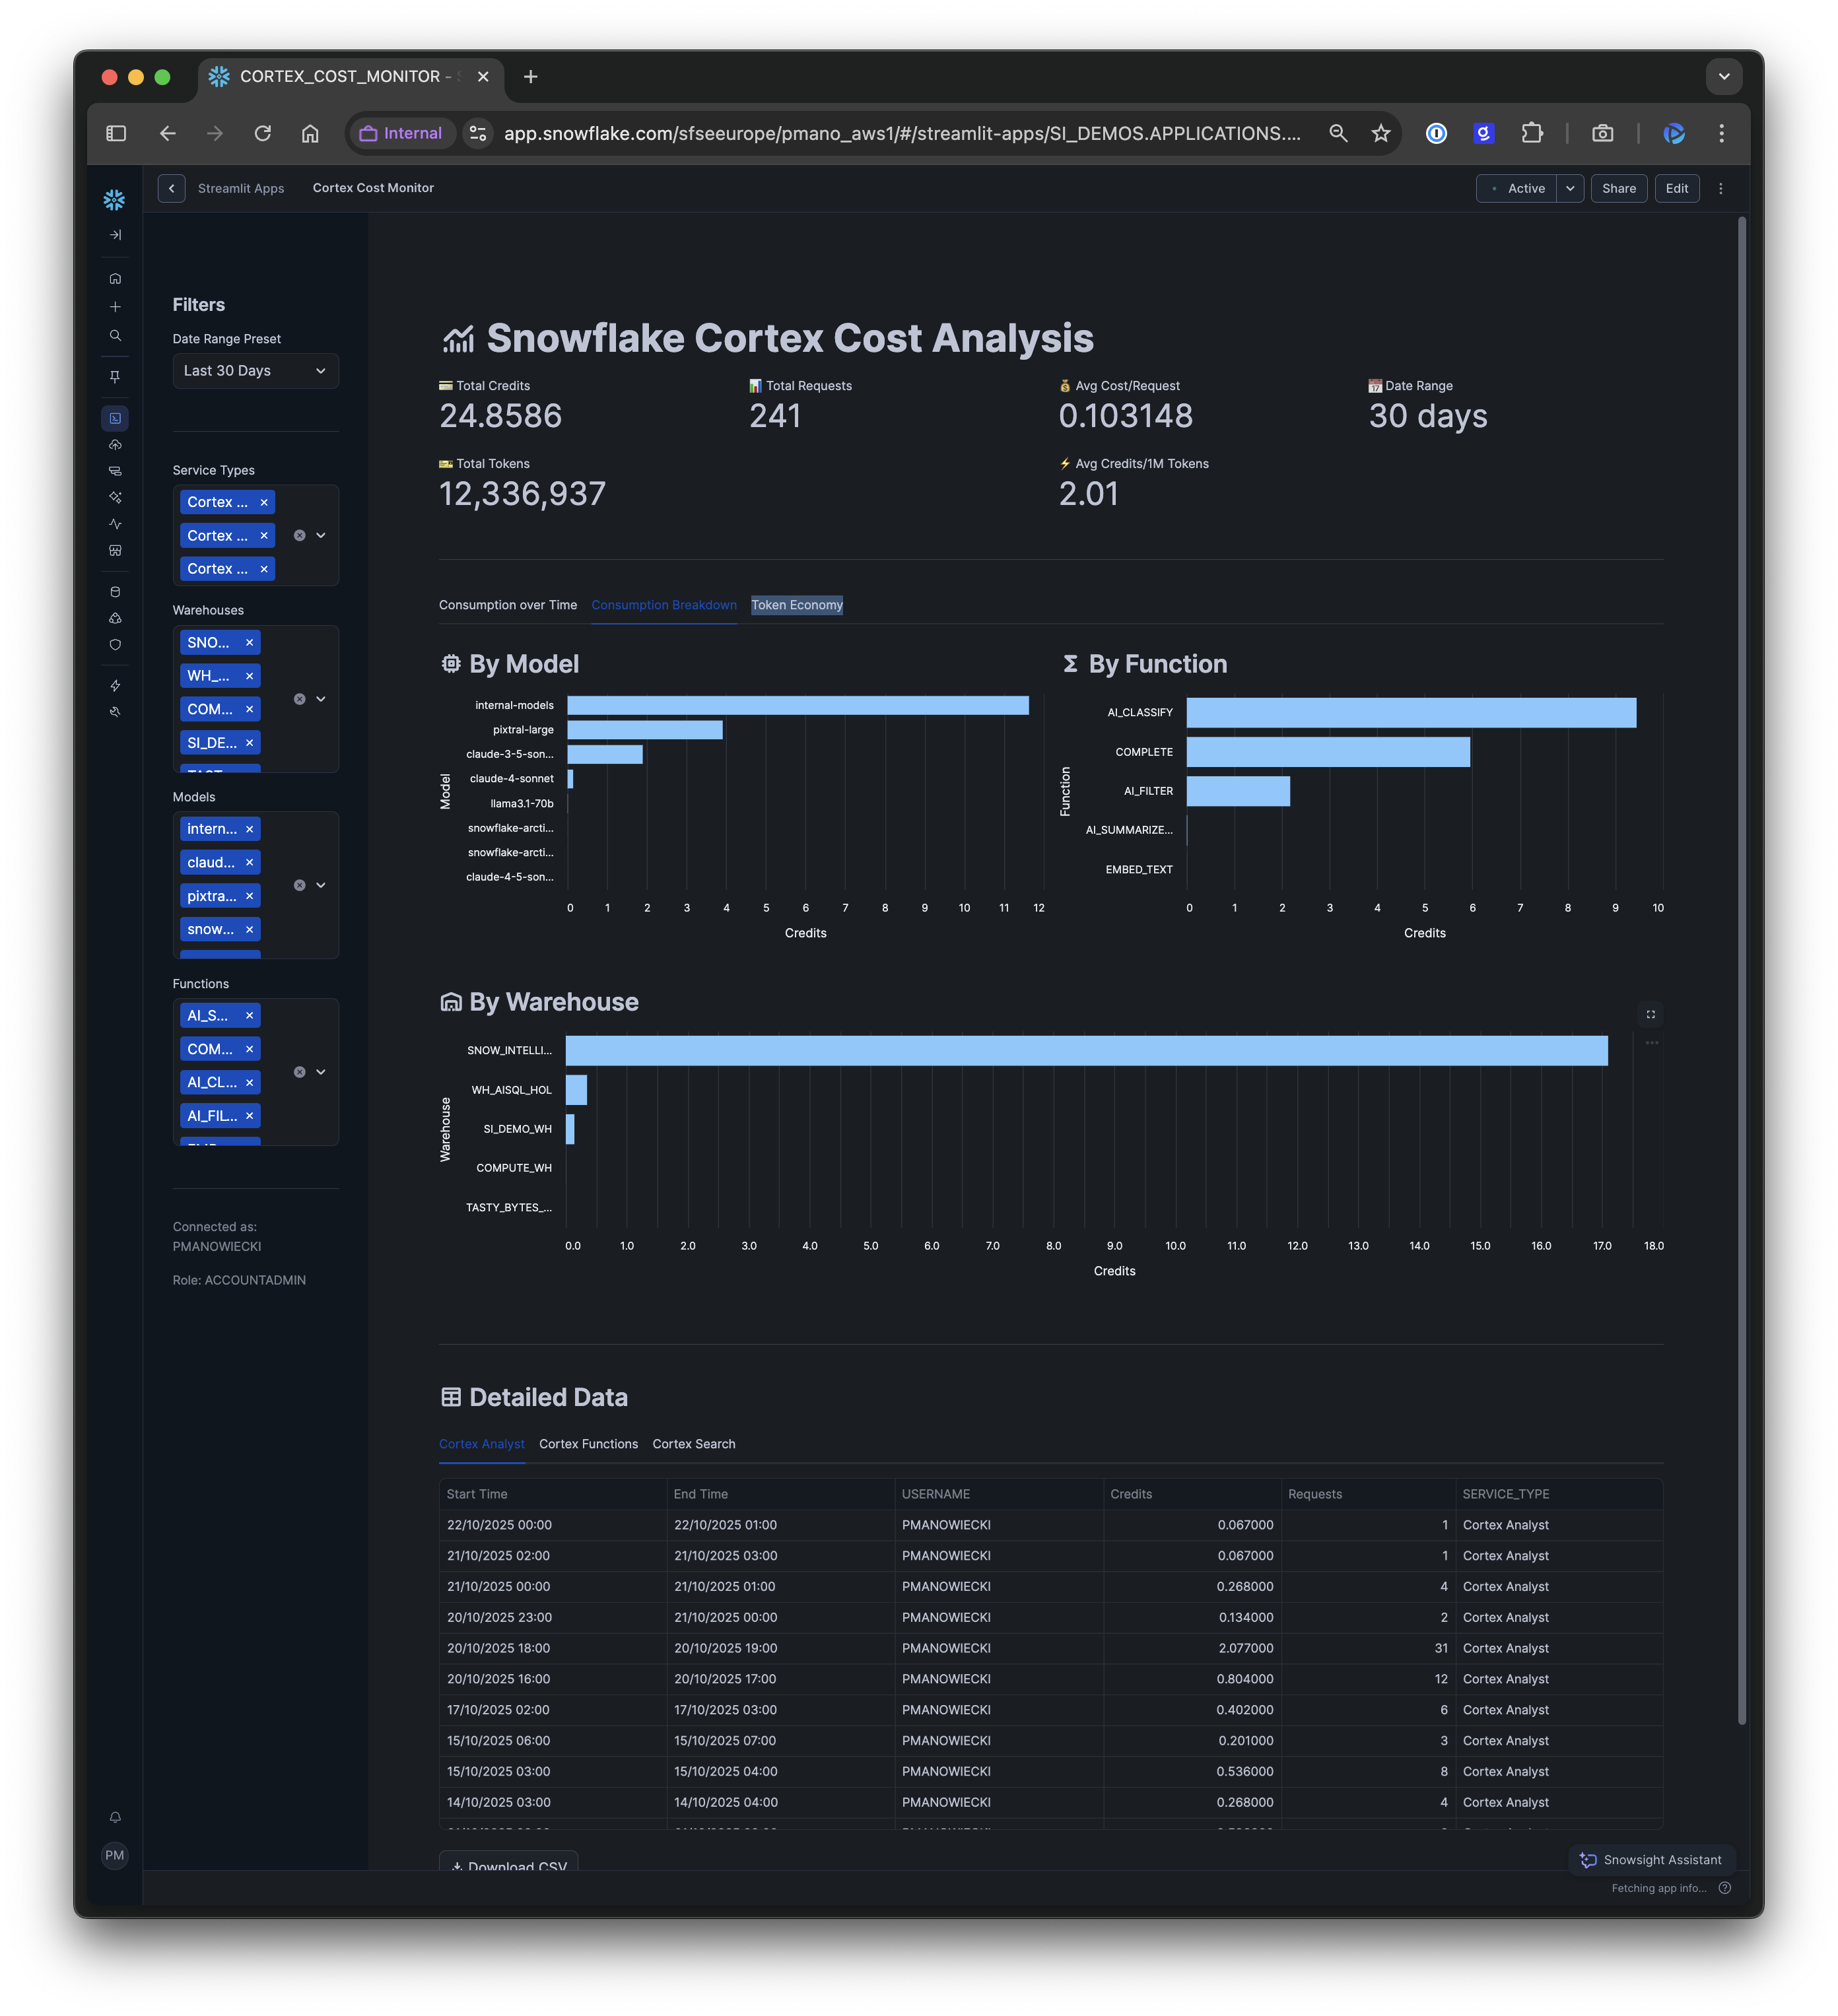 CORTEX_COST_MONITOR -
Internal
app.snowflake.com/sfseeurope/pmano_aws1/#/streamlit-apps/SI_DEMOS.APPLICATIONS....
Streamlit Apps Cortex Cost Monitor
Active Share Edit
Filters
Date Range Preset
Last 30 Days
Service Types
Cortex ...
Cortex ...
Cortex ...
Warehouses
SNO...
WH_...
COM...
SI_DE...
Models
intern...
claud...
pixtra...
snow...
Functions
AI_S...
COM...
AI_CL...
AI_FIL...
Connected as:
PMANOWIECKI
Role: ACCOUNTADMIN
PM
Snowflake Cortex Cost Analysis
Total Credits
24.8586
Total Requests
241
Avg Cost/Request
0.103148
Date Range
30 days
Total Tokens
12,336,937
Avg Credits/1M Tokens
2.01
Consumption over Time Consumption Breakdown Token Economy
By Model
Model
internal-models
pixtral-large
claude-3-5-son...
claude-4-sonnet
llama3.1-70b
snowflake-arcti...
snowflake-arcti...
claude-4-5-son...
0 1 2 3 4 5 6 7 8 9 10 11 12
Credits
By Function
Function
AI_CLASSIFY
COMPLETE
AI_FILTER
AI_SUMMARIZE...
EMBED_TEXT
0 1 2 3 4 5 6 7 8 9 10
Credits
By Warehouse
Warehouse
SNOW_INTELLI...
WH_AISQL_HOL
SI_DEMO_WH
COMPUTE_WH
TASTY_BYTES_...
0.0 1.0 2.0 3.0 4.0 5.0 6.0 7.0 8.0 9.0 10.0 11.0 12.0 13.0 14.0 15.0 16.0 17.0 18.0
Credits
Detailed Data
Cortex Analyst Cortex Functions Cortex Search
Start Time End Time USERNAME Credits Requests SERVICE_TYPE
22/10/2025 00:00 22/10/2025 01:00 PMANOWIECKI 0.067000 1 Cortex Analyst
21/10/2025 02:00 21/10/2025 03:00 PMANOWIECKI 0.067000 1 Cortex Analyst
21/10/2025 00:00 21/10/2025 01:00 PMANOWIECKI 0.268000 4 Cortex Analyst
20/10/2025 23:00 21/10/2025 00:00 PMANOWIECKI 0.134000 2 Cortex Analyst
20/10/2025 18:00 20/10/2025 19:00 PMANOWIECKI 2.077000 31 Cortex Analyst
20/10/2025 16:00 20/10/2025 17:00 PMANOWIECKI 0.804000 12 Cortex Analyst
17/10/2025 02:00 17/10/2025 03:00 PMANOWIECKI 0.402000 6 Cortex Analyst
15/10/2025 06:00 15/10/2025 07:00 PMANOWIECKI 0.201000 3 Cortex Analyst
15/10/2025 03:00 15/10/2025 04:00 PMANOWIECKI 0.536000 8 Cortex Analyst
14/10/2025 03:00 14/10/2025 04:00 PMANOWIECKI 0.268000 4 Cortex Analyst
Download CSV
Snowsight Assistant
Fetching app info...